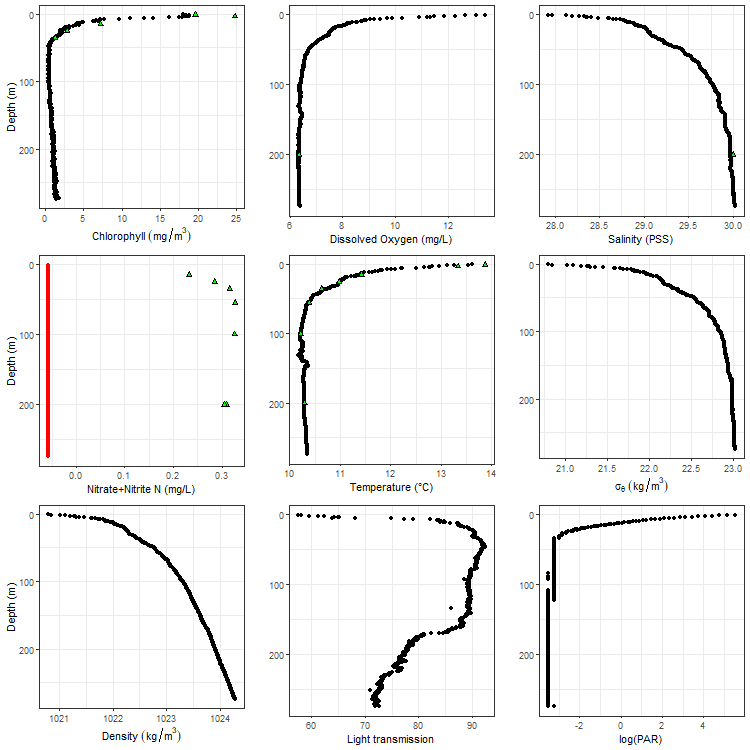 0
100
200
Depth (m)
0 5 10 15 20 25
Chlorophyll (mg/m³)
0
100
200
6 8 10 12
Dissolved Oxygen (mg/L)
0
100
200
28.0 28.5 29.0 29.5 30.0
Salinity (PSS)
0
100
200
Depth (m)
0.0 0.1 0.2 0.3
Nitrate+Nitrite N (mg/L)
0
100
200
10 11 12 13 14
Temperature (°C)
0
100
200
21.0 21.5 22.0 22.5 23.0
σθ (kg/m³)
0
100
200
Depth (m)
1021 1022 1023 1024
Density (kg/m³)
0
100
200
60 70 80 90
Light transmission
0
100
200
-2 0 2 4
log(PAR)